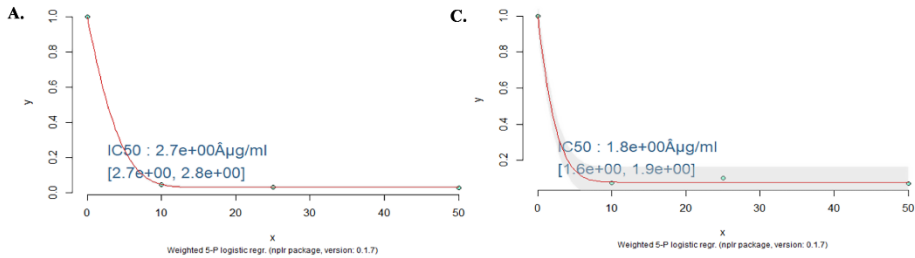 A.
1.0
0.8
0.6
0.4
0.2
0.0
y
IC50 : 2.7e+00Âµg/ml
[2.7e+00, 2.8e+00]
0 10 20 30 40 50
x
Weighted 5-P logistic regr. (nplr package, version: 0.1.7)
C.
1.0
0.8
0.6
0.4
0.2
y
IC50 : 1.8e+00Âµg/ml
[1.6e+00, 1.9e+00]
0 10 20 30 40 50
x
Weighted 5-P logistic regr. (nplr package, version: 0.1.7)